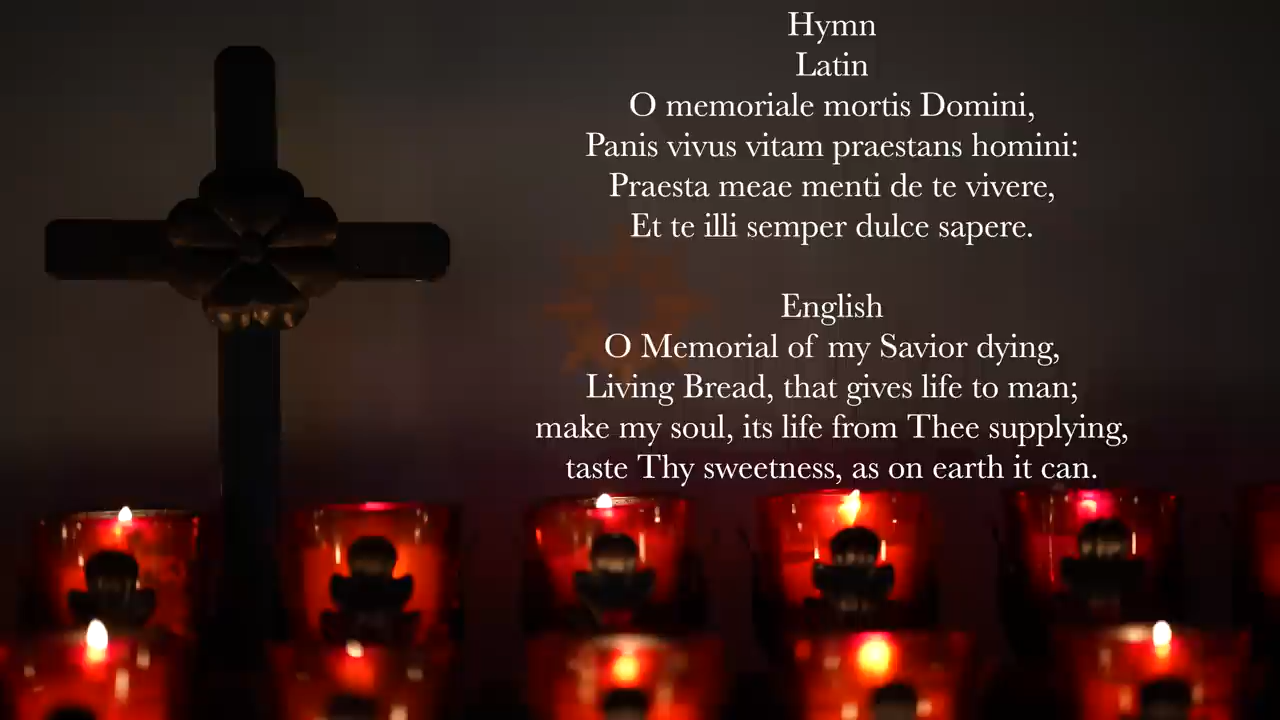 Hymn
Latin
O memoriale mortis Domini,
Panis vivus vitam praestans homini:
Praesta meae menti de te vivere,
Et te illi semper dulce sapere.
English
O Memorial of my Savior dying,
Living Bread, that gives life to man;
make my soul, its life from Thee supplying,
taste Thy sweetness, as on earth it can.